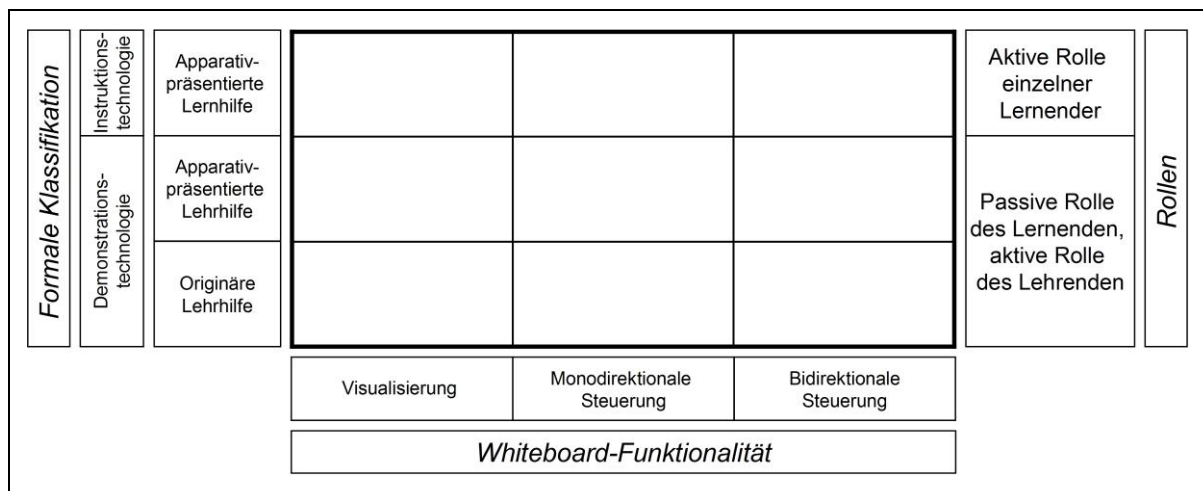 Formale Klassifikation
Instruktions-
technologie
Demonstrations-
technologie
Apparativ-
präsentierte
Lernhilfe
Apparativ-
präsentierte
Lehrhilfe
Originäre
Lehrhilfe
Aktive Rolle
einzelner
Lernender
Passive Rolle
des Lernenden,
aktive Rolle
des Lehrenden
Rollen
Visualisierung
Monodirektionale
Steuerung
Bidirektionale
Steuerung
Whiteboard-Funktionalität